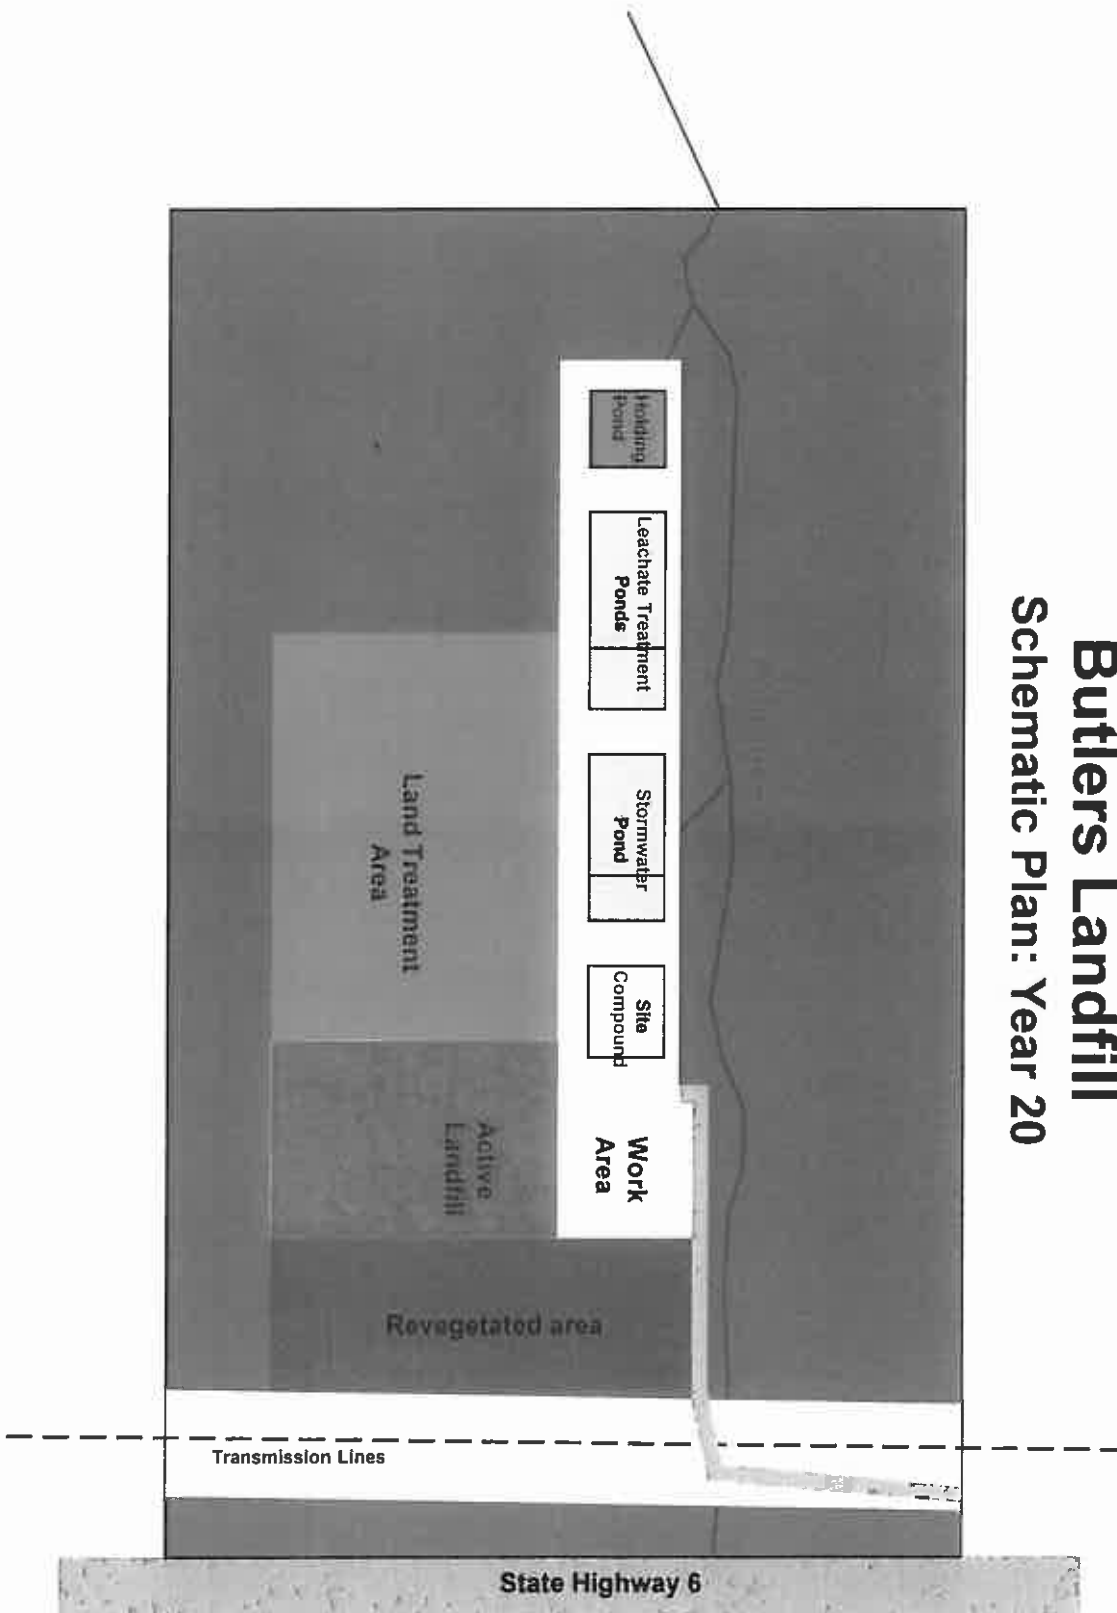 Butlers Landfill
Schematic Plan: Year 20
Holding
Pond
Leachate Treatment
Ponds
Stormwater
Pond
Site
Compound
Work
Area
Land Treatment
Area
Active
Landfill
Revegetated area
Transmission Lines
State Highway 6